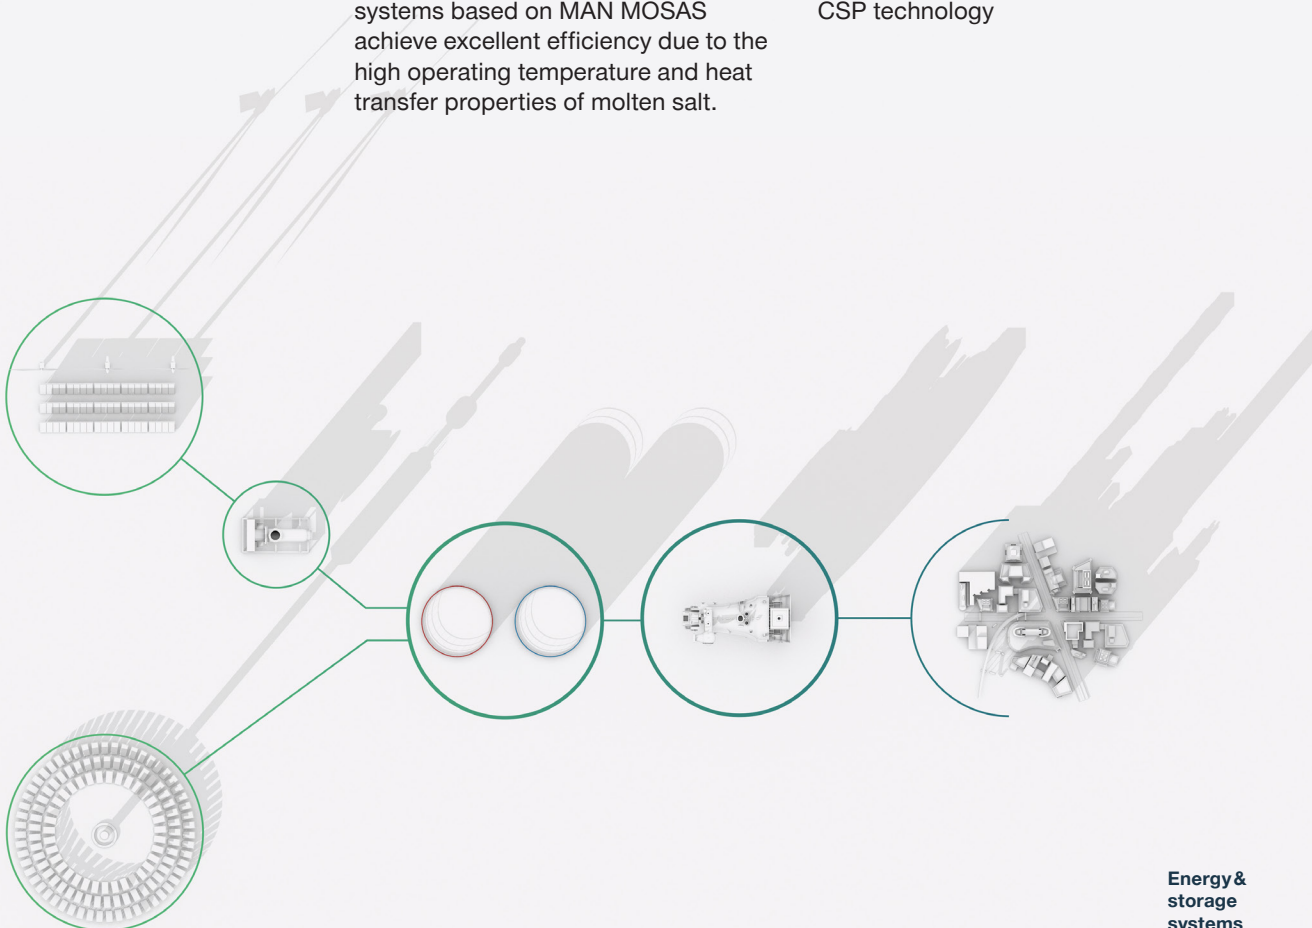 systems based on MAN MOSAS
achieve excellent efficiency due to the
high operating temperature and heat
transfer properties of molten salt.
CSP technology
Energy &
storage
systems